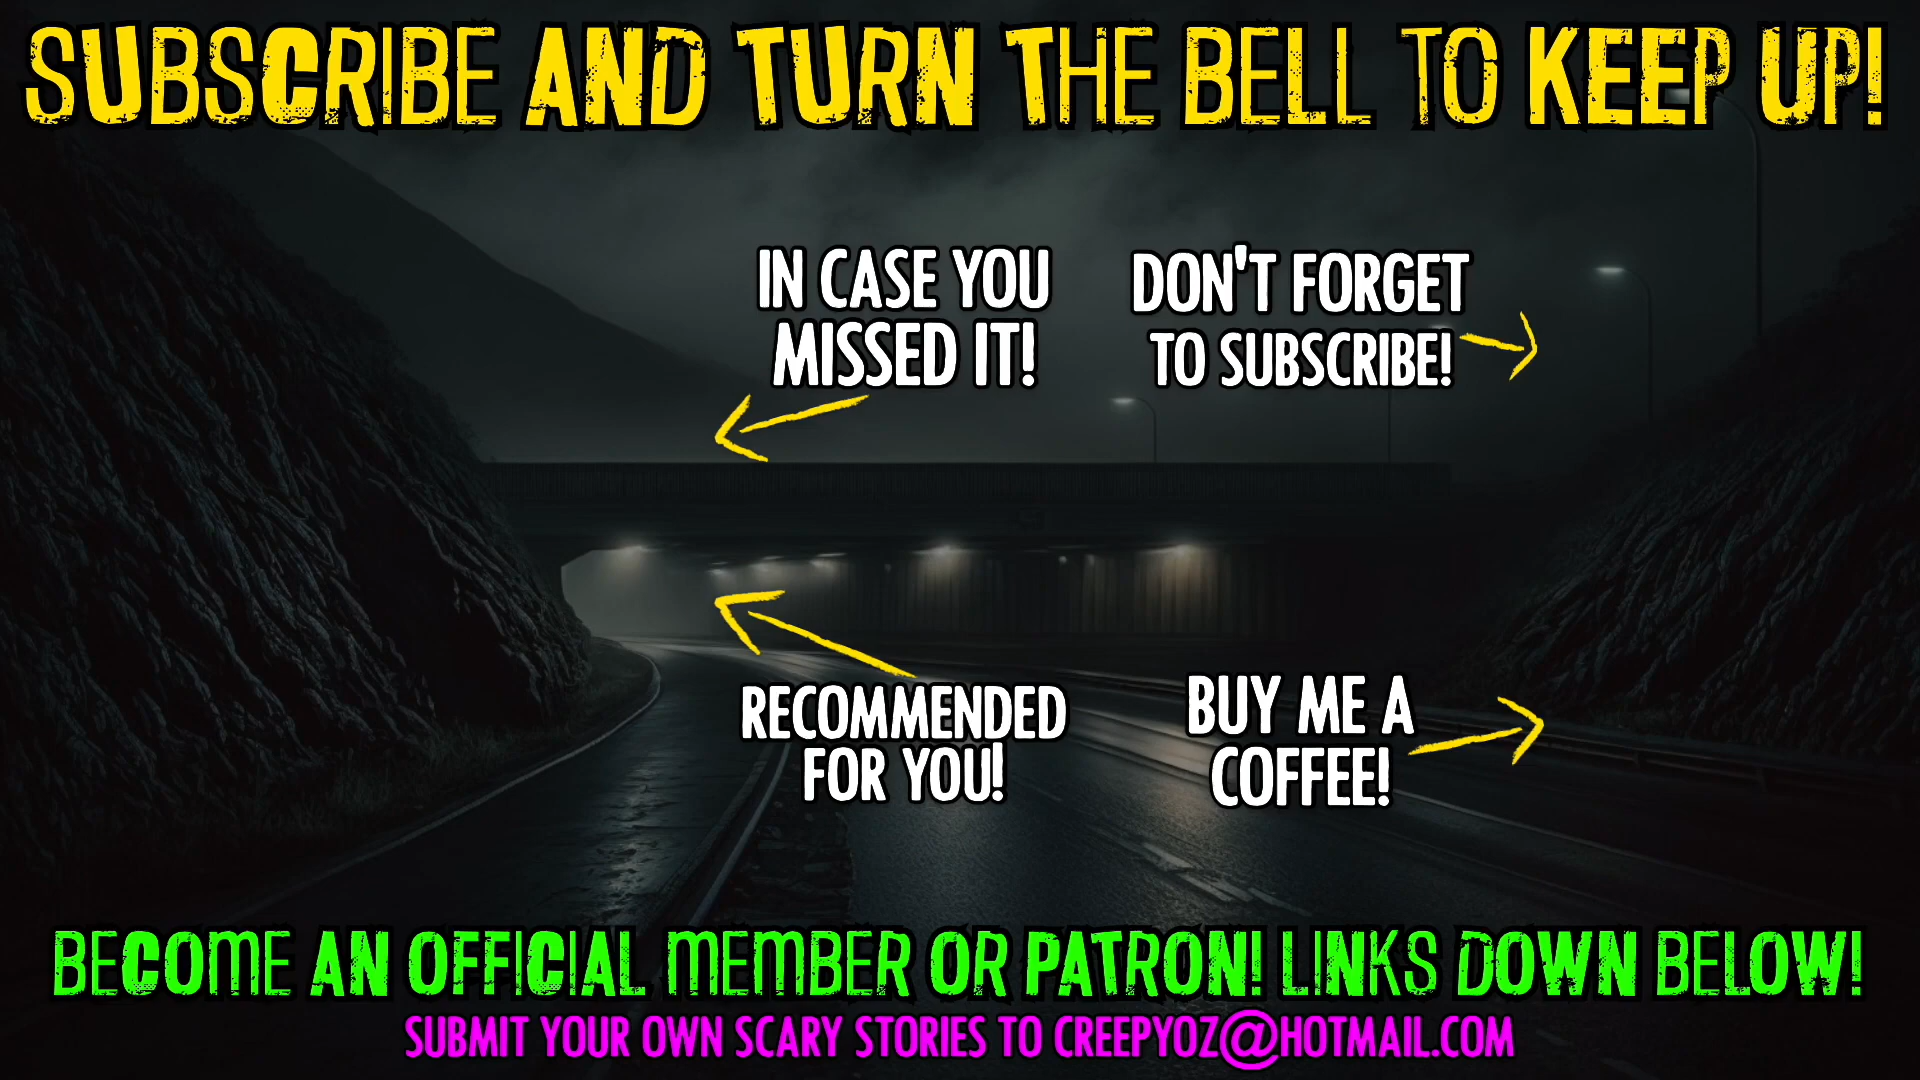 SUBSCRIBE AND TURN THE BELL TO KEEP UP!
IN CASE YOU
MISSED IT!
DON'T FORGET
TO SUBSCRIBE!
RECOMMENDED
FOR YOU!
BUY ME A
COFFEE!
BECOME AN OFFICIAL MEMBER OR PATRON! LINKS DOWN BELOW!
SUBMIT YOUR OWN SCARY STORIES TO CREEPYOZ@HOTMAIL.COM